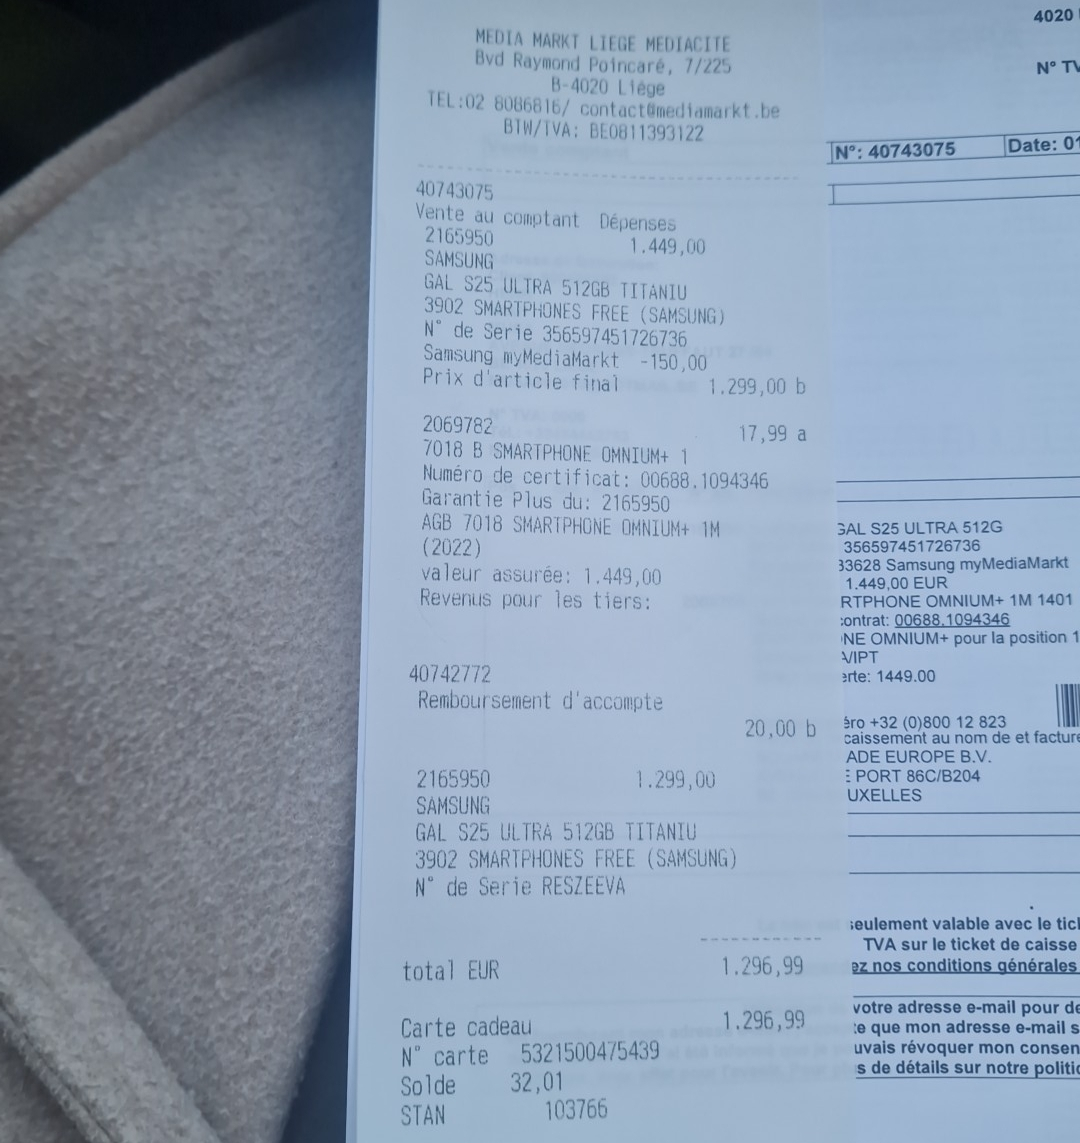 MEDIA MARKT LIEGE MEDIACITE
Bvd Raymond Poincaré, 7/225
B-4020 Liège
TEL:02 8086816/ contact@mediamarkt.be
BTW/TVA: BE0811393122
40743075
Vente au comptant Dépenses
2165950 1.449,00
SAMSUNG
GAL S25 ULTRA 512GB TITANIU
3902 SMARTPHONES FREE (SAMSUNG)
N° de Serie 356597451726736
Samsung myMediaMarkt -150,00
Prix d'article final 1.299,00 b
2069782 17,99 a
7018 B SMARTPHONE OMNIUM+ 1
Numéro de certificat: 00688.1094346
Garantie Plus du: 2165950
AGB 7018 SMARTPHONE OMNIUM+ 1M
(2022)
valeur assurée: 1.449,00
Revenus pour les tiers:
40742772
Remboursement d'accompte
20,00 b
2165950 1.299,00
SAMSUNG
GAL S25 ULTRA 512GB TITANIU
3902 SMARTPHONES FREE (SAMSUNG)
N° de Serie RESZEEVA
total EUR 1.296,99
Carte cadeau 1.296,99
N° carte 5321500475439
Solde 32,01
STAN 103766
4020
N° TV
N°: 40743075 Date: 01
GAL S25 ULTRA 512G
356597451726736
33628 Samsung myMediaMarkt
1.449,00 EUR
RTPHONE OMNIUM+ 1M 1401
contrat: 00688.1094346
NE OMNIUM+ pour la position 1
A/IPT
erte: 1449.00
éro +32 (0)800 12 823
caissement au nom de et facture
ADE EUROPE B.V.
E PORT 86C/B204
UXELLES
seulement valable avec le tick
TVA sur le ticket de caisse
ez nos conditions générales
votre adresse e-mail pour de
te que mon adresse e-mail s
uvais révoquer mon consen
s de détails sur notre politic